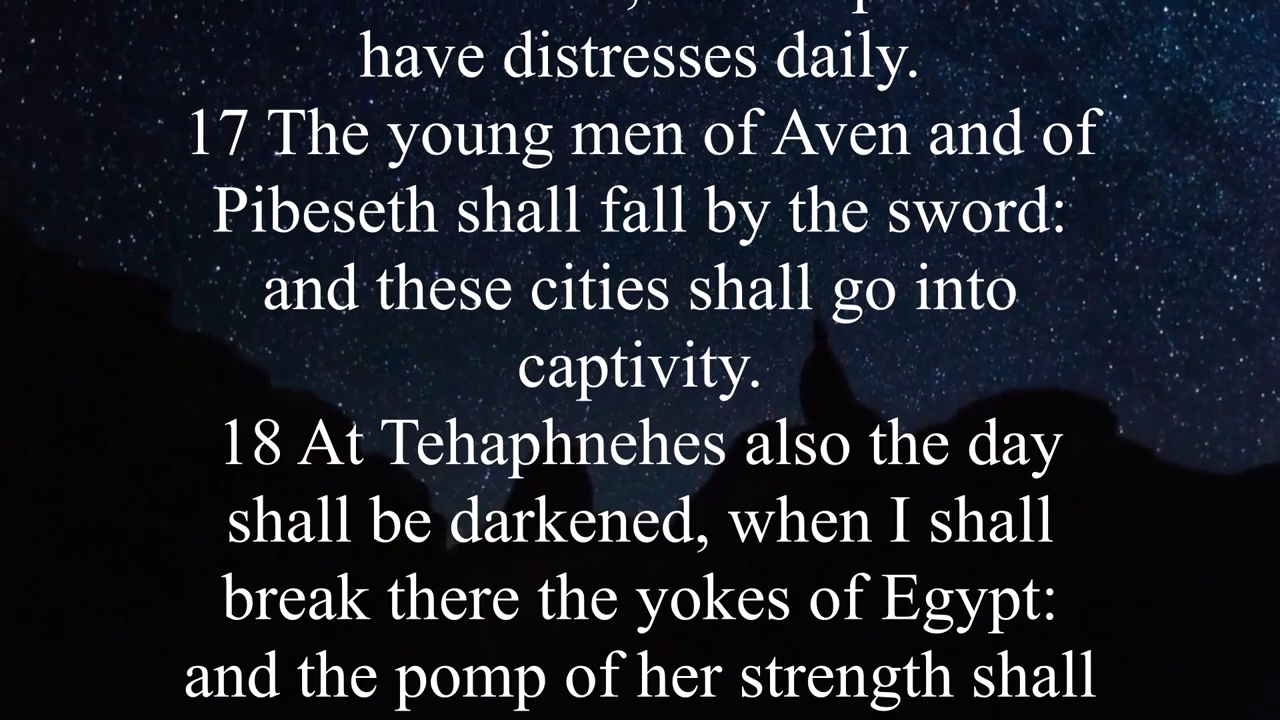 have distresses daily.
17 The young men of Aven and of
Pibeseth shall fall by the sword:
and these cities shall go into
captivity.
18 At Tehaphnehes also the day
shall be darkened, when I shall
break there the yokes of Egypt:
and the pomp of her strength shall